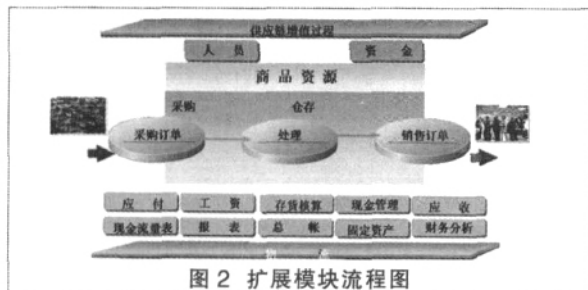 供应链增值过程
人员 资金
商品资源
采购 仓存
采购订单 处理 销售订单
应付 工资 存货核算 现金管理 应收
现金流量表 报表 总帐 固定资产 财务分析
图2 扩展模块流程图